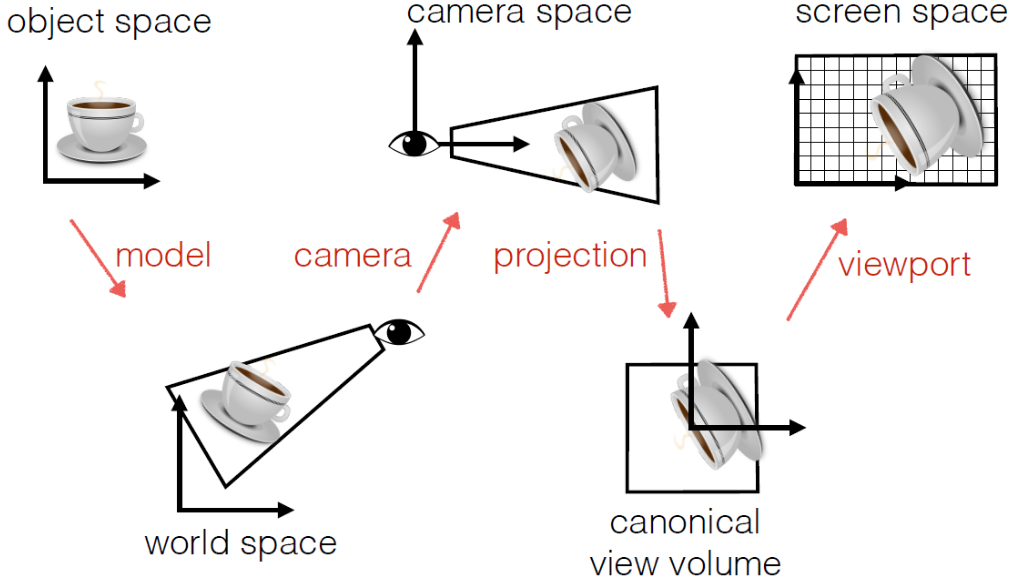 object space
camera space
screen space
model
camera
projection
viewport
world space
canonical
view volume